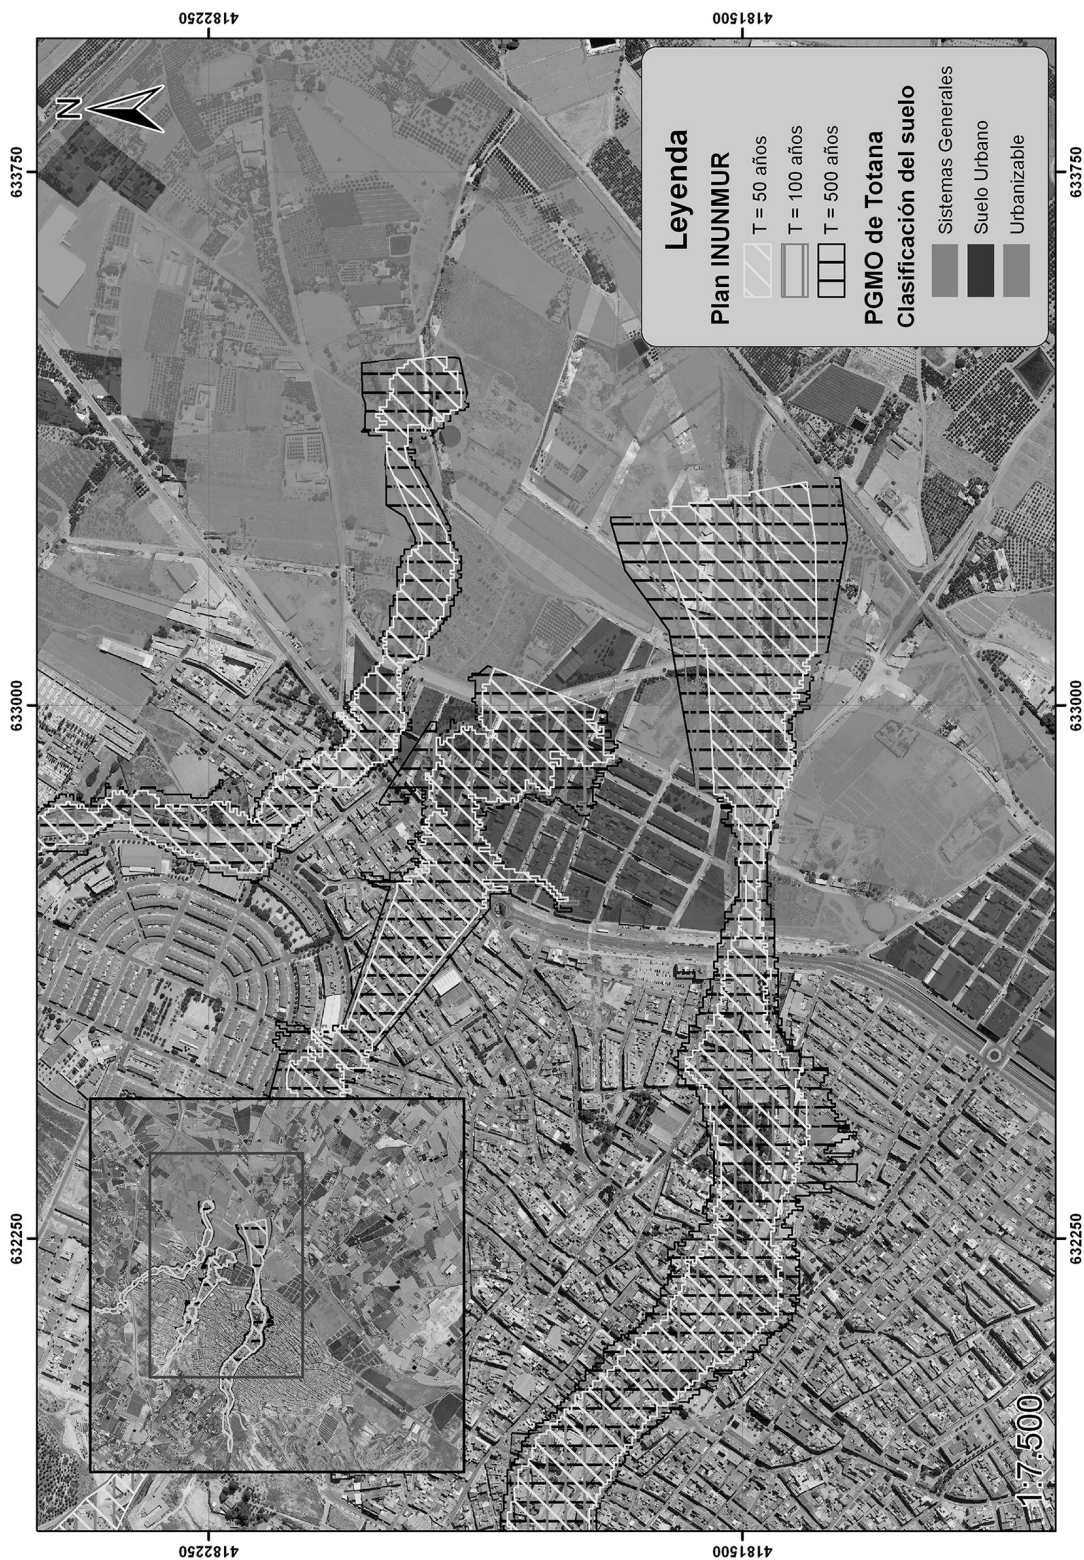 4182250
4181500
633750
633000
632250
N
Leyenda
Plan INUNMUR
T = 50 años
T = 100 años
T = 500 años
PGMO de Totana
Clasificación del suelo
Sistemas Generales
Suelo Urbano
Urbanizable
633750
633000
632250
1:7.500
4182250
4181500